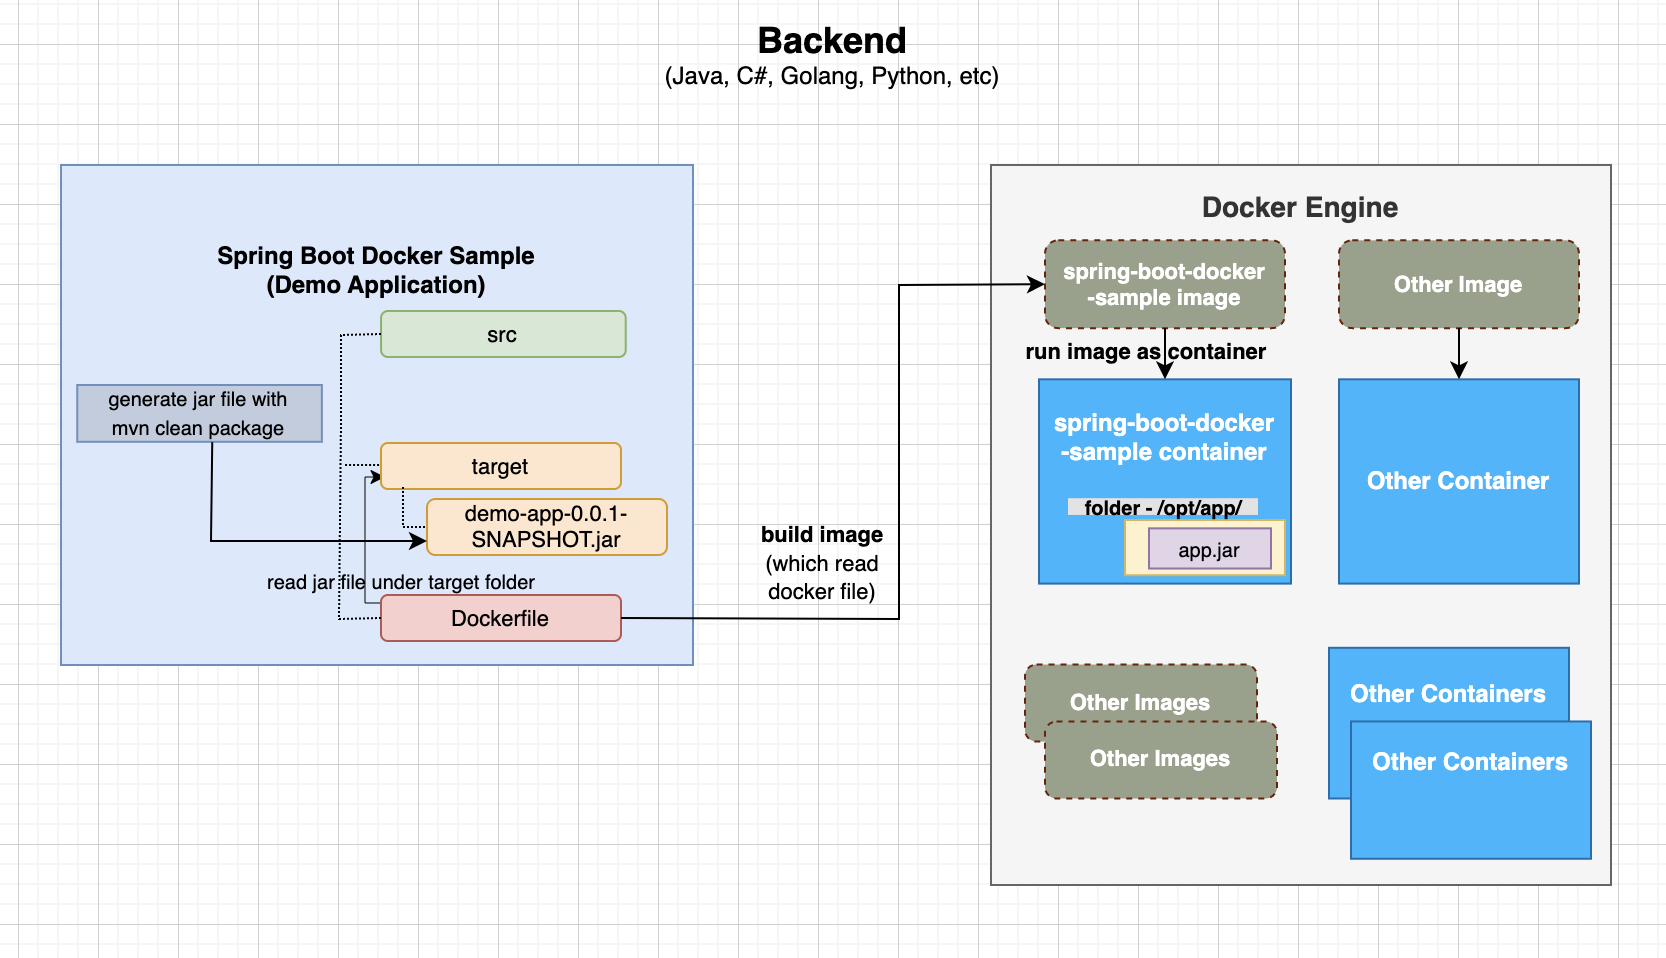 Backend
(Java, C#, Golang, Python, etc)
Spring Boot Docker Sample
(Demo Application)
src
generate jar file with
mvn clean package
target
demo-app-0.0.1-
SNAPSHOT.jar
read jar file under target folder
Dockerfile
build image
(which read
docker file)
Docker Engine
spring-boot-docker
-sample image
Other Image
run image as container
spring-boot-docker
-sample container
folder - /opt/app/
app.jar
Other Container
Other Images
Other Images
Other Containers
Other Containers